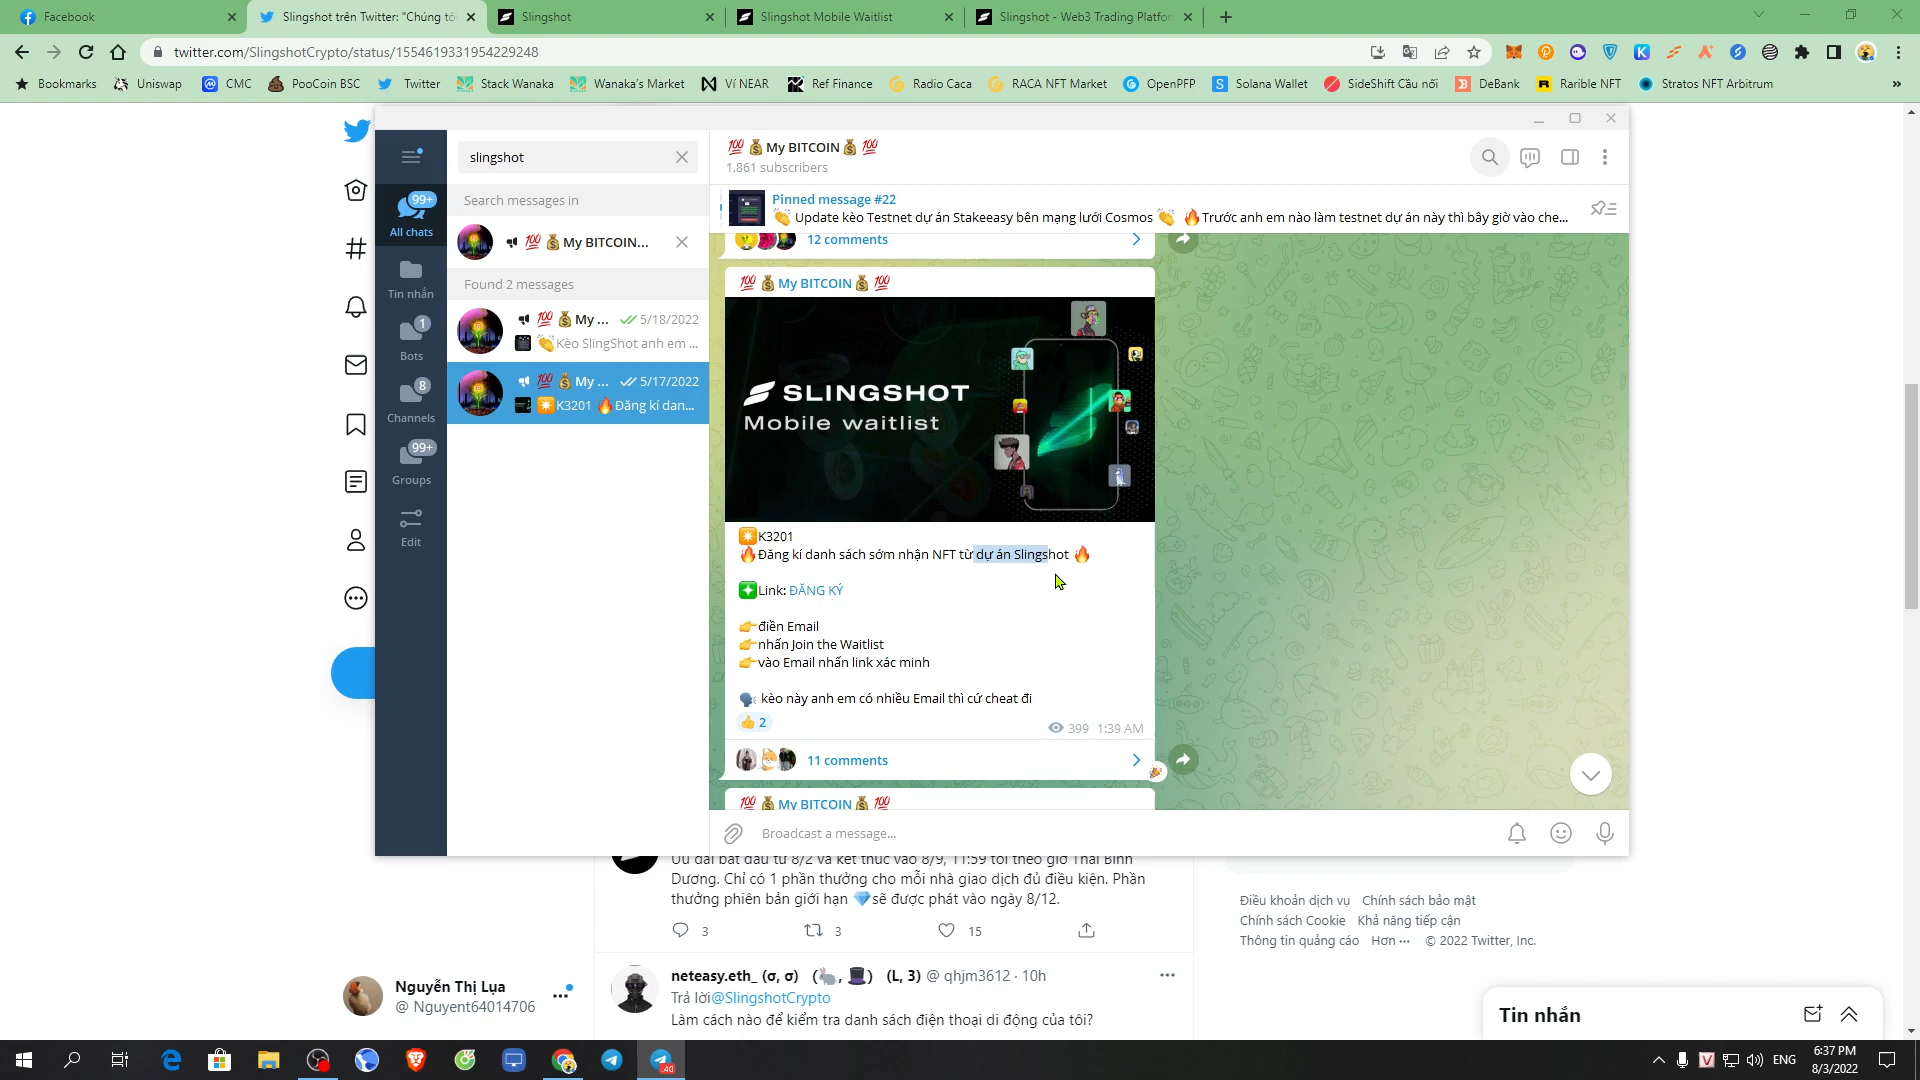 Facebook
Slingshot trên Twitter: "Chúng tôi
Slingshot
Slingshot Mobile Waitlist
Slingshot - Web3 Trading Platfor
twitter.com/SlingshotCrypto/status/1554619331954229248
Bookmarks
Uniswap
CMC
PooCoin BSC
Twitter
Stack Wanaka
Wanaka's Market
Ví NEAR
Ref Finance
Radio Caca
RACA NFT Market
OpenPFP
Solana Wallet
SideShift Cầu nối
DeBank
Rarible NFT
Stratos NFT Arbitrum
99+
All chats
Tin nhắn
1
Bots
8
Channels
99+
Groups
Edit
slingshot
Search messages in
💯 💰 My BITCOIN...
Found 2 messages
💯 💰 My ... 5/18/2022
👏Kèo SlingShot anh em ...
💯 💰 My ... 5/17/2022
K3201 🔥Đăng kí dan...
💯 💰 My BITCOIN 💰 💯
1,861 subscribers
Pinned message #22
👏 Update kèo Testnet dự án Stakeeasy bên mạng lưới Cosmos 👏 🔥Trước anh em nào làm testnet dự án này thì bây giờ vào che...
12 comments
💯 💰 My BITCOIN 💰 💯
SLINGSHOT
Mobile waitlist
K3201
🔥Đăng kí danh sách sớm nhận NFT từ dự án Slingshot 🔥
Link: ĐĂNG KÝ
👉điền Email
👉nhấn Join the Waitlist
👉vào Email nhấn link xác minh
🗣 kèo này anh em có nhiều Email thì cứ cheat đi
👍 2
399 1:39 AM
11 comments
💯 💰 My BITCOIN 💰 💯
Broadcast a message...
Ưu đãi bắt đầu từ 8/2 và kết thúc vào 8/9, 11:59 tối theo giờ Thái Bình
Dương. Chỉ có 1 phần thưởng cho mỗi nhà giao dịch đủ điều kiện. Phần
thưởng phiên bản giới hạn 💎sẽ được phát vào ngày 8/12.
3
3
15
neteasy.eth_ (σ, σ) (🐇, 🎩) (L, 3) @ qhjm3612 · 10h
Trả lời@SlingshotCrypto
Làm cách nào để kiểm tra danh sách điện thoại di động của tôi?
Nguyễn Thị Lụa
@ Nguyent64014706
Điều khoản dịch vụ Chính sách bảo mật
Chính sách Cookie Khả năng tiếp cận
Thông tin quảng cáo Hơn ··· © 2022 Twitter, Inc.
Tin nhắn
.40
ENG
6:37 PM
8/3/2022